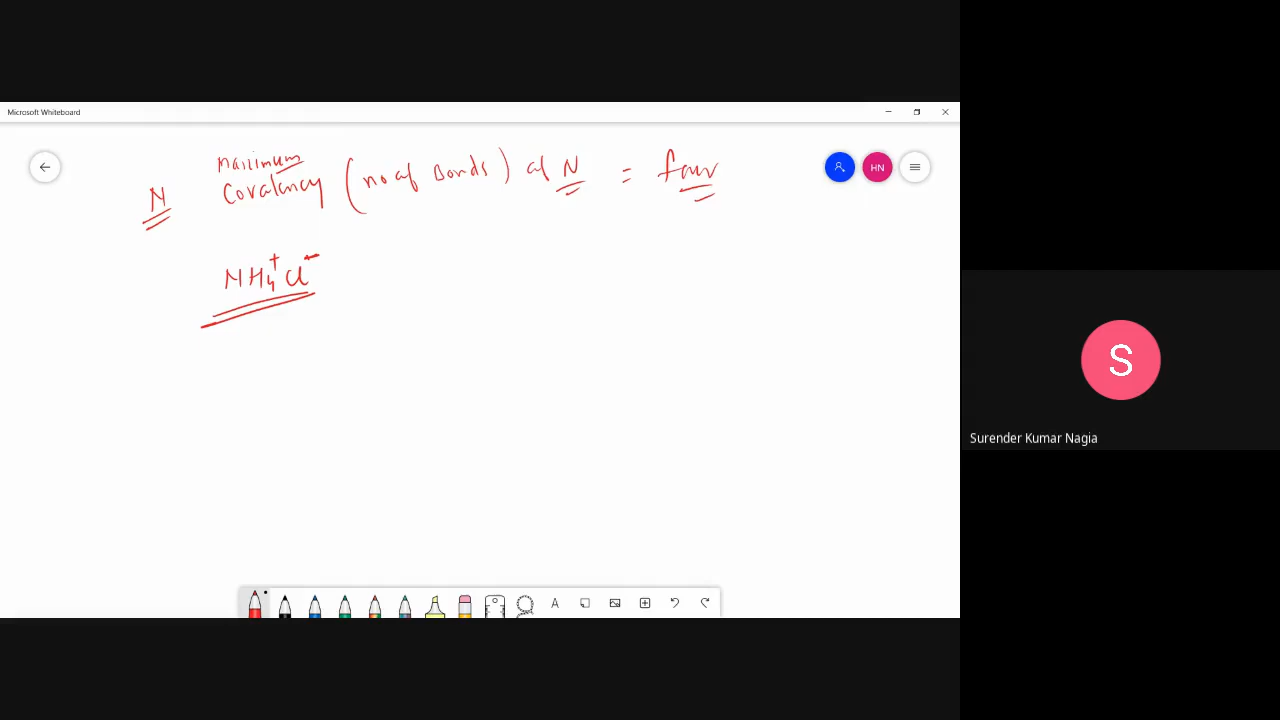 Microsoft Whiteboard
maximum
N covalency (no of Bonds) of N = four
HN
NH4+ Cl-
S
Surender Kumar Nagia
A